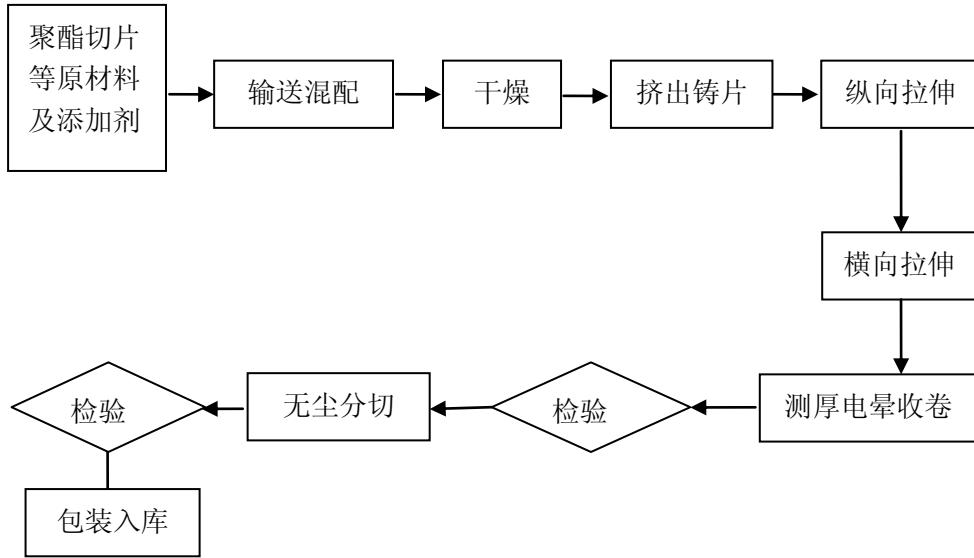 聚酯切片
等原材料
及添加剂
输送混配
干燥
挤出铸片
纵向拉伸
横向拉伸
测厚电晕收卷
检验
无尘分切
检验
包装入库